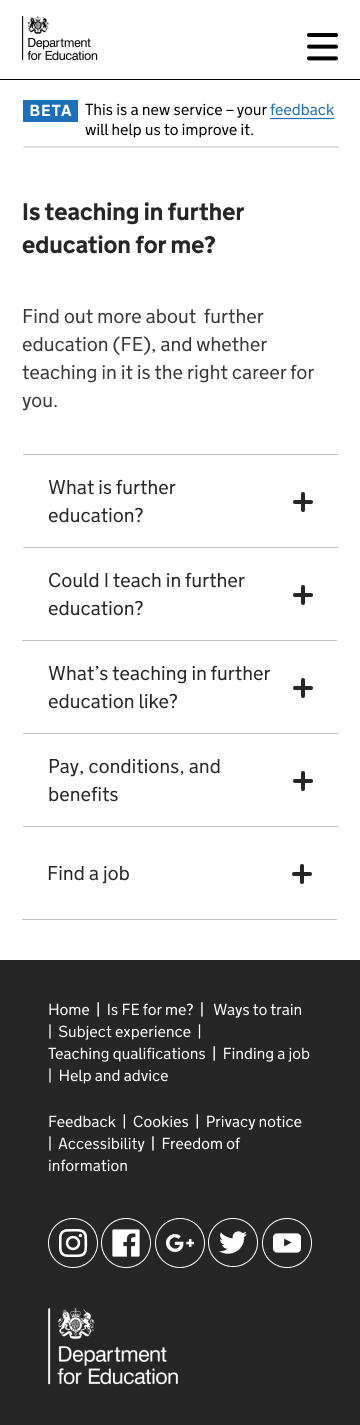 Department
for Education
BETA This is a new service – your feedback
will help us to improve it.
Is teaching in further
education for me?
Find out more about further
education (FE), and whether
teaching in it is the right career for
you.
What is further
education?
Could I teach in further
education?
What's teaching in further
education like?
Pay, conditions, and
benefits
Find a job
Home | Is FE for me? | Ways to train
| Subject experience |
Teaching qualifications | Finding a job
| Help and advice
Feedback | Cookies | Privacy notice
| Accessibility | Freedom of
information
G+
Department
for Education